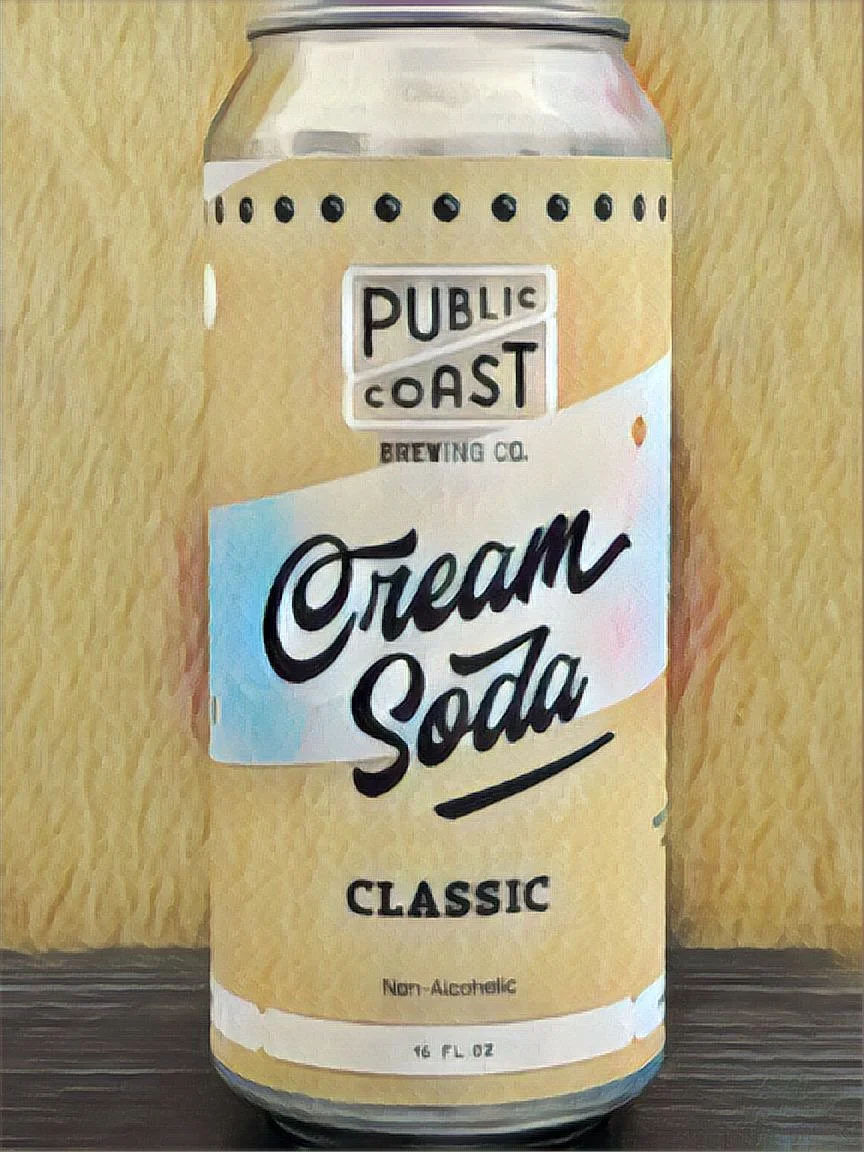 PUBLIC
COAST
BREWING CO.
Cream
Soda
CLASSIC
Non-Alcoholic
16 FL OZ